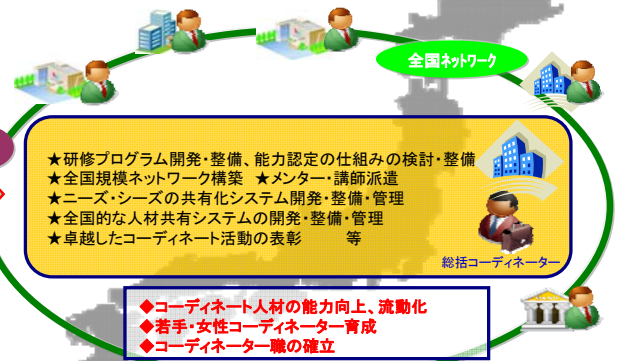 全国ネットワーク
★研修プログラム開発・整備、能力認定の仕組みの検討・整備
★全国規模ネットワーク構築 ★メンター・講師派遣
★ニーズ・シーズの共有化システム開発・整備・管理
★全国的な人材共有システムの開発・整備・管理
★卓越したコーディネート活動の表彰 等
総括コーディネーター
◆コーディネート人材の能力向上、流動化
◆若手・女性コーディネーター育成
◆コーディネーター職の確立